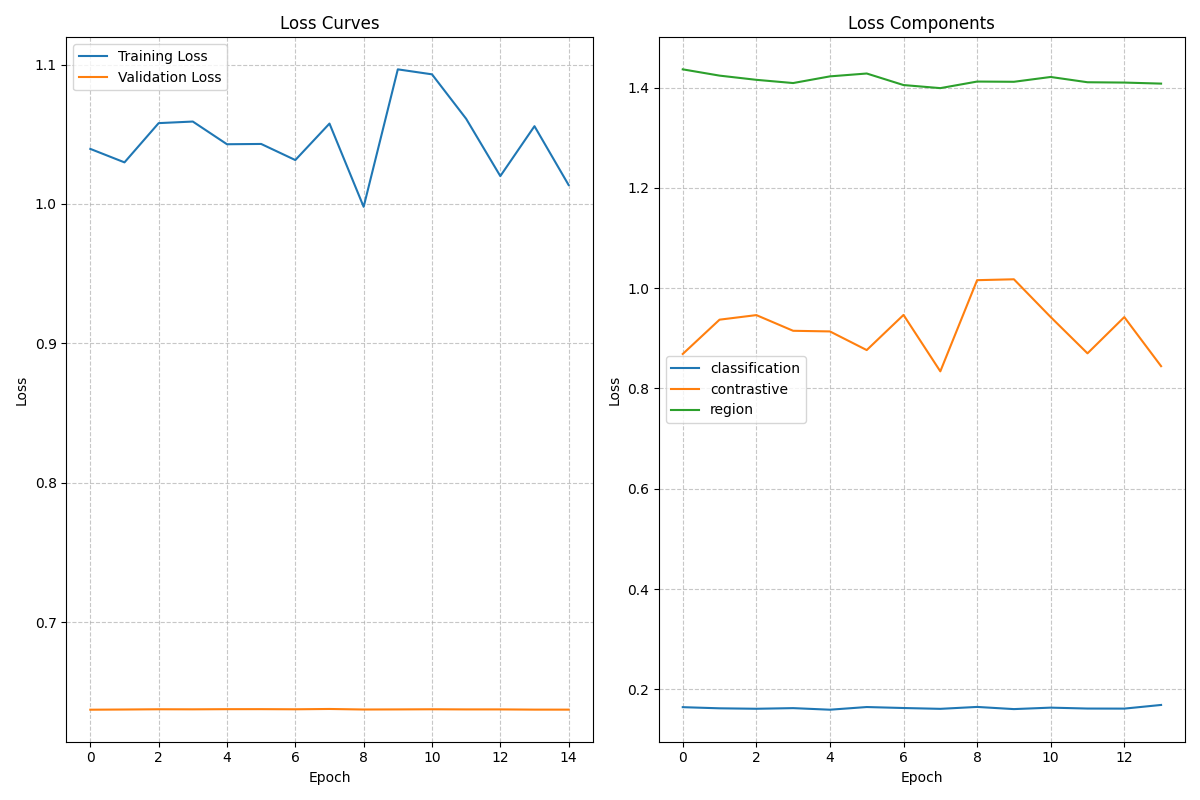 Loss Curves
Training Loss
Validation Loss
1.1
1.0
0.9
0.8
0.7
Loss
0 2 4 6 8 10 12 14
Epoch
Loss Components
classification
contrastive
region
1.4
1.2
1.0
0.8
0.6
0.4
0.2
Loss
0 2 4 6 8 10 12
Epoch